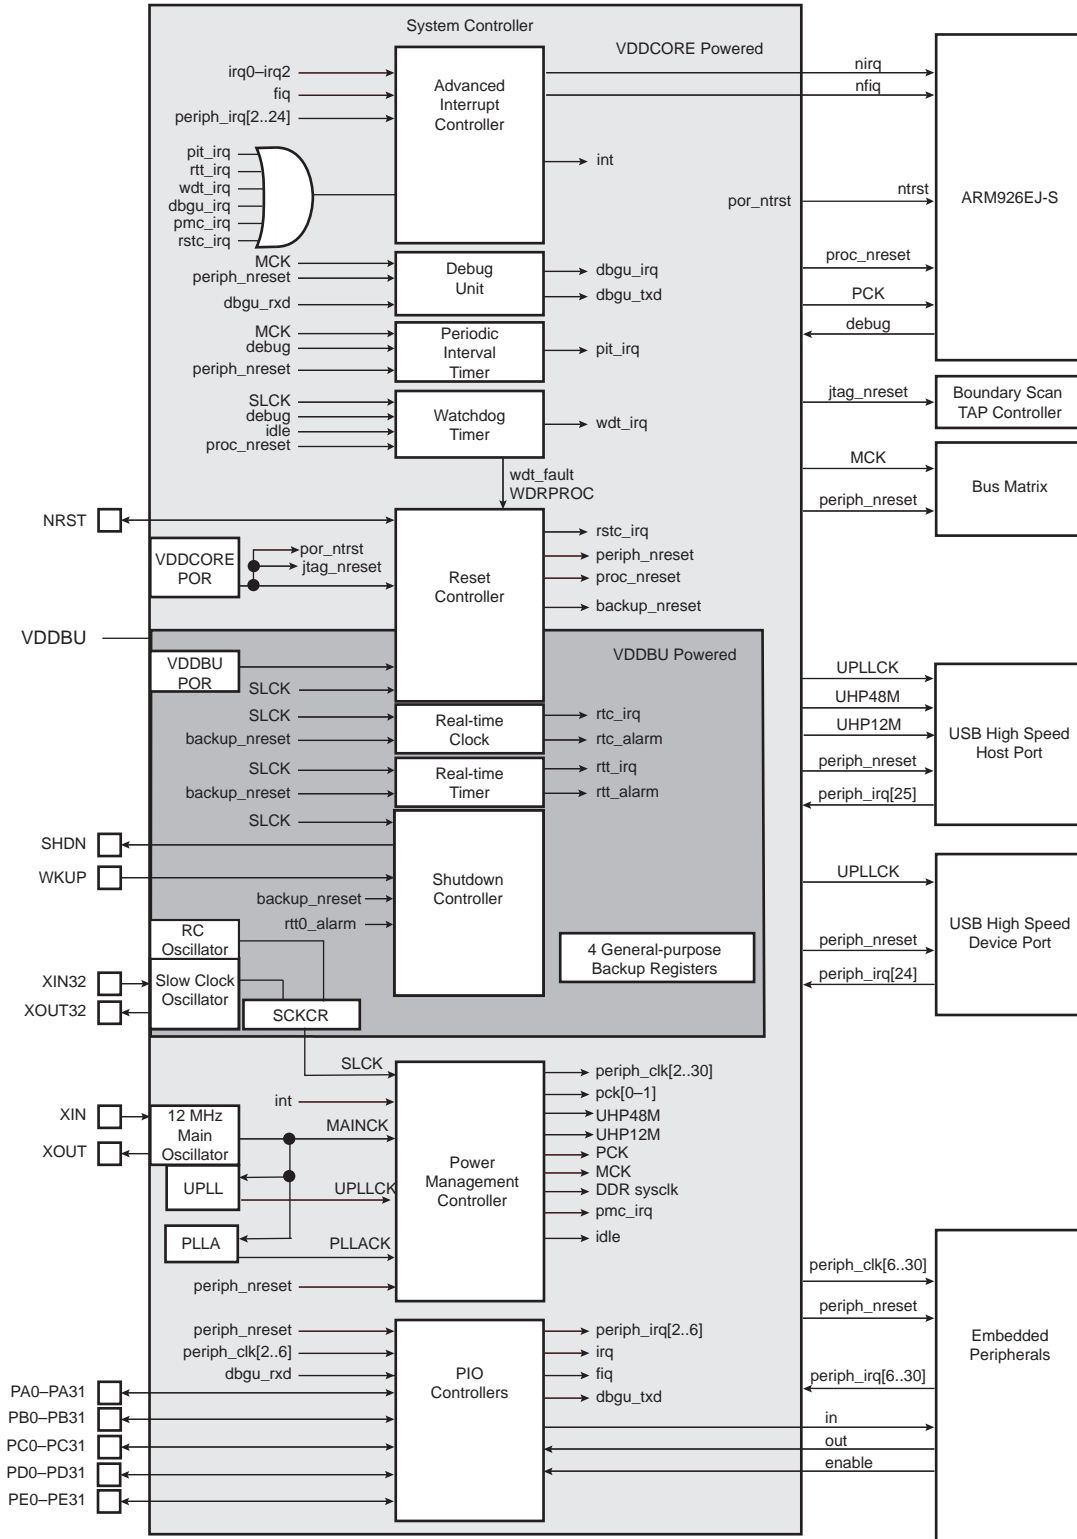 System Controller
VDDCORE Powered
irq0–irq2
fiq
periph_irq[2..24]
Advanced
Interrupt
Controller
nirq
nfiq
int
pit_irq
rtt_irq
wdt_irq
dbgu_irq
pmc_irq
rstc_irq
por_ntrst
ntrst
ARM926EJ-S
MCK
periph_nreset
dbgu_rxd
Debug
Unit
dbgu_irq
dbgu_txd
proc_nreset
PCK
debug
MCK
debug
periph_nreset
Periodic
Interval
Timer
pit_irq
SLCK
debug
idle
proc_nreset
Watchdog
Timer
wdt_irq
jtag_nreset
Boundary Scan
TAP Controller
wdt_fault
WDRPROC
MCK
periph_nreset
Bus Matrix
NRST
VDDCORE
POR
por_ntrst
jtag_nreset
Reset
Controller
rstc_irq
periph_nreset
proc_nreset
backup_nreset
VDDBU
VDDBU Powered
VDDBU
POR
SLCK
SLCK
backup_nreset
Real-time
Clock
rtc_irq
rtc_alarm
SLCK
backup_nreset
Real-time
Timer
rtt_irq
rtt_alarm
UPLLCK
UHP48M
UHP12M
periph_nreset
periph_irq[25]
USB High Speed
Host Port
SLCK
SHDN
WKUP
backup_nreset
rtt0_alarm
Shutdown
Controller
4 General-purpose
Backup Registers
UPLLCK
periph_nreset
periph_irq[24]
USB High Speed
Device Port
RC
Oscillator
XIN32
XOUT32
Slow Clock
Oscillator
SCKCR
SLCK
int
XIN
XOUT
12 MHz
Main
Oscillator
MAINCK
UPLL
UPLLCK
PLLA
PLLACK
periph_nreset
Power
Management
Controller
periph_clk[2..30]
pck[0–1]
UHP48M
UHP12M
PCK
MCK
DDR sysclk
pmc_irq
idle
periph_nreset
periph_clk[2..6]
dbgu_rxd
PA0–PA31
PB0–PB31
PC0–PC31
PD0–PD31
PE0–PE31
PIO
Controllers
periph_irq[2..6]
irq
fiq
dbgu_txd
periph_clk[6..30]
periph_nreset
periph_irq[6..30]
in
out
enable
Embedded
Peripherals